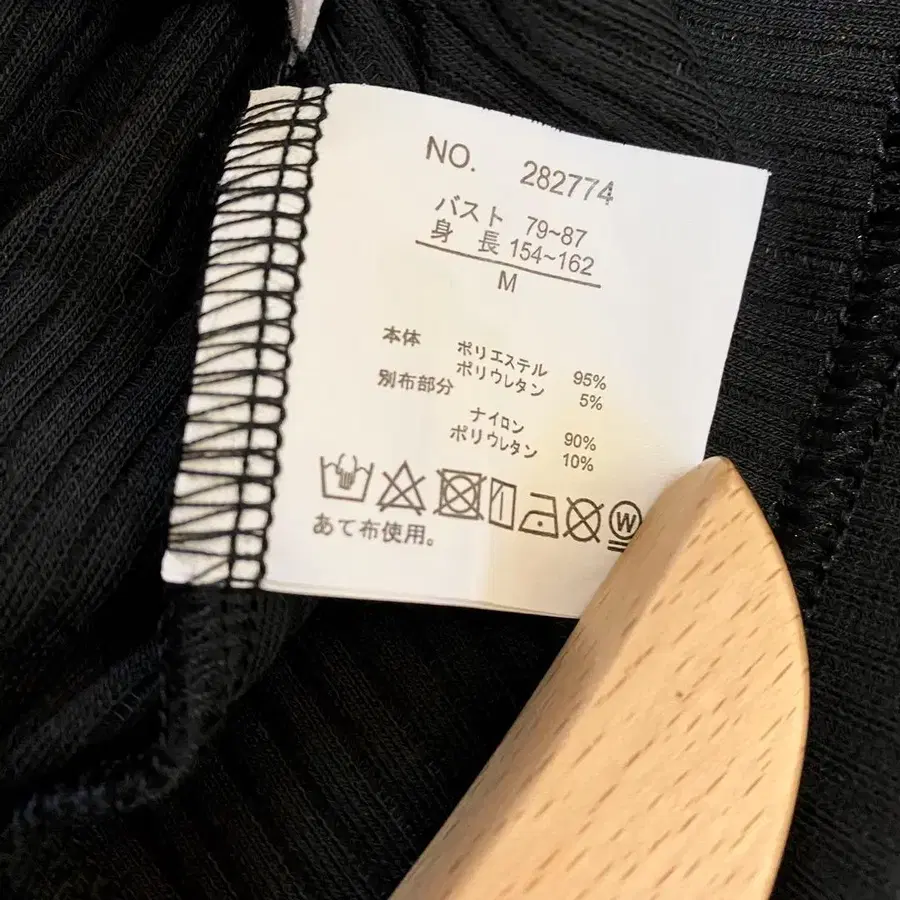 NO. 282774
バスト 79~87
身 長 154~162
M
本体 ポリエステル 95%
ポリウレタン 5%
別布部分
ナイロン 90%
ポリウレタン 10%
W
あて布使用。